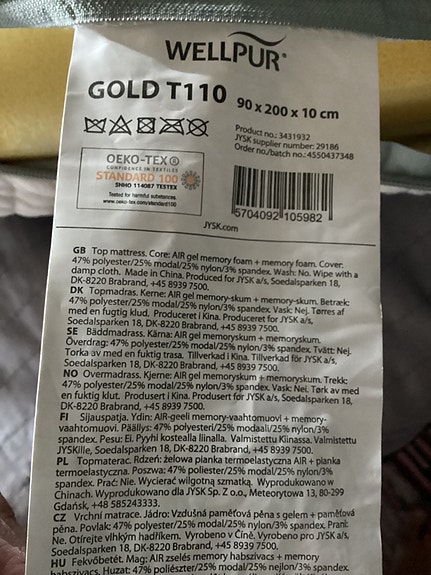 WELLPUR®
GOLD T110 90 x 200 x 10 cm
Product no.: 3431932
JYSK supplier number: 29186
Order no./batch no.: 4550437348
OEKO-TEX®
CONFIDENCE IN TEXTILES
STANDARD 100
SHHO 114087 TESTEX
Tested for harmful substances.
www.oeko-tex.com/standard100
5704092 105982
JYSK.com
GB Top mattress. Core: AIR gel memory foam + memory foam. Cover:
47% polyester/25% modal/25% nylon/3% spandex. Wash: No. Wipe with a
damp cloth. Made in China. Produced for JYSK a/s, Soedalsparken 18,
DK-8220 Brabrand, +45 8939 7500.
DK Topmadras. Kerne: AIR gel memory-skum + memory-skum. Betræk:
47% polyester/25% modal/25% nylon/3% spandex. Vask: Nej. Tørres af
med en fugtig klud. Produceret i Kina. Produceret for JYSK a/s,
Soedalsparken 18, DK-8220 Brabrand, +45 8939 7500.
SE Bäddmadrass. Kärna: AIR gel memoryskum + memoryskum.
Överdrag: 47% polyester/25% modal/25% nylon/3% spandex. Tvätt: Nej.
Torka av med en fuktig trasa. Tillverkad i Kina. Tillverkad för JYSK a/s,
Soedalsparken 18, DK-8220 Brabrand, +45 8939 7500.
NO Overmadrass. Kjerne: AIR gel memoryskum + memoryskum. Trekk:
47% polyester/25% modal/25% nylon/3% spandex. Vask: Nei. Tørk av med
en fuktig klut. Produsert i Kina. Produsert for JYSK a/s, Soedalsparken 18,
DK-8220 Brabrand, +45 8939 7500.
FI Sijauspatja. Ydin: AIR-geeli memory-vaahtomuovi + memory-
vaahtomuovi. Päällys: 47% polyesteri/25% modaali/25% nylon/3%
spandex. Pesu: Ei. Pyyhi kostealla liinalla. Valmistettu Kiinassa. Valmistettu
JYSKille, Soedalsparken 18, DK-8220 Brabrand, +45 8939 7500.
PL Topmaterac. Rdzeń: żelowa pianka termoelastyczna AIR + pianka
termoelastyczna. Poszwa: 47% poliester/25% modal/25% nylon/3%
spandex. Prać: Nie. Wycierać wilgotną szmatką. Wyprodukowano w
Chinach. Wyprodukowano dla JYSK Sp. z o.o., Meteorytowa 13, 80-299
Gdańsk, +48 585243333.
CZ Vrchní matrace. Jádro: Vzdušná paměťová pěna s gelem + paměťová
pěna. Povlak: 47% polyester/25% modal/25% nylon/3% spandex. Praní:
Ne. Otírejte vlhkým hadříkem. Vyrobeno v Číně. Vyrobeno pro JYSK a/s,
Soedalsparken 18, DK-8220 Brabrand, +45 8939 7500.
HU Fekvőbetét. Mag: AIR zselés memory habszivacs + memory
habszivacs. Huzat: 47% poliészter/25% modal/25% nejlon/3% spandex.